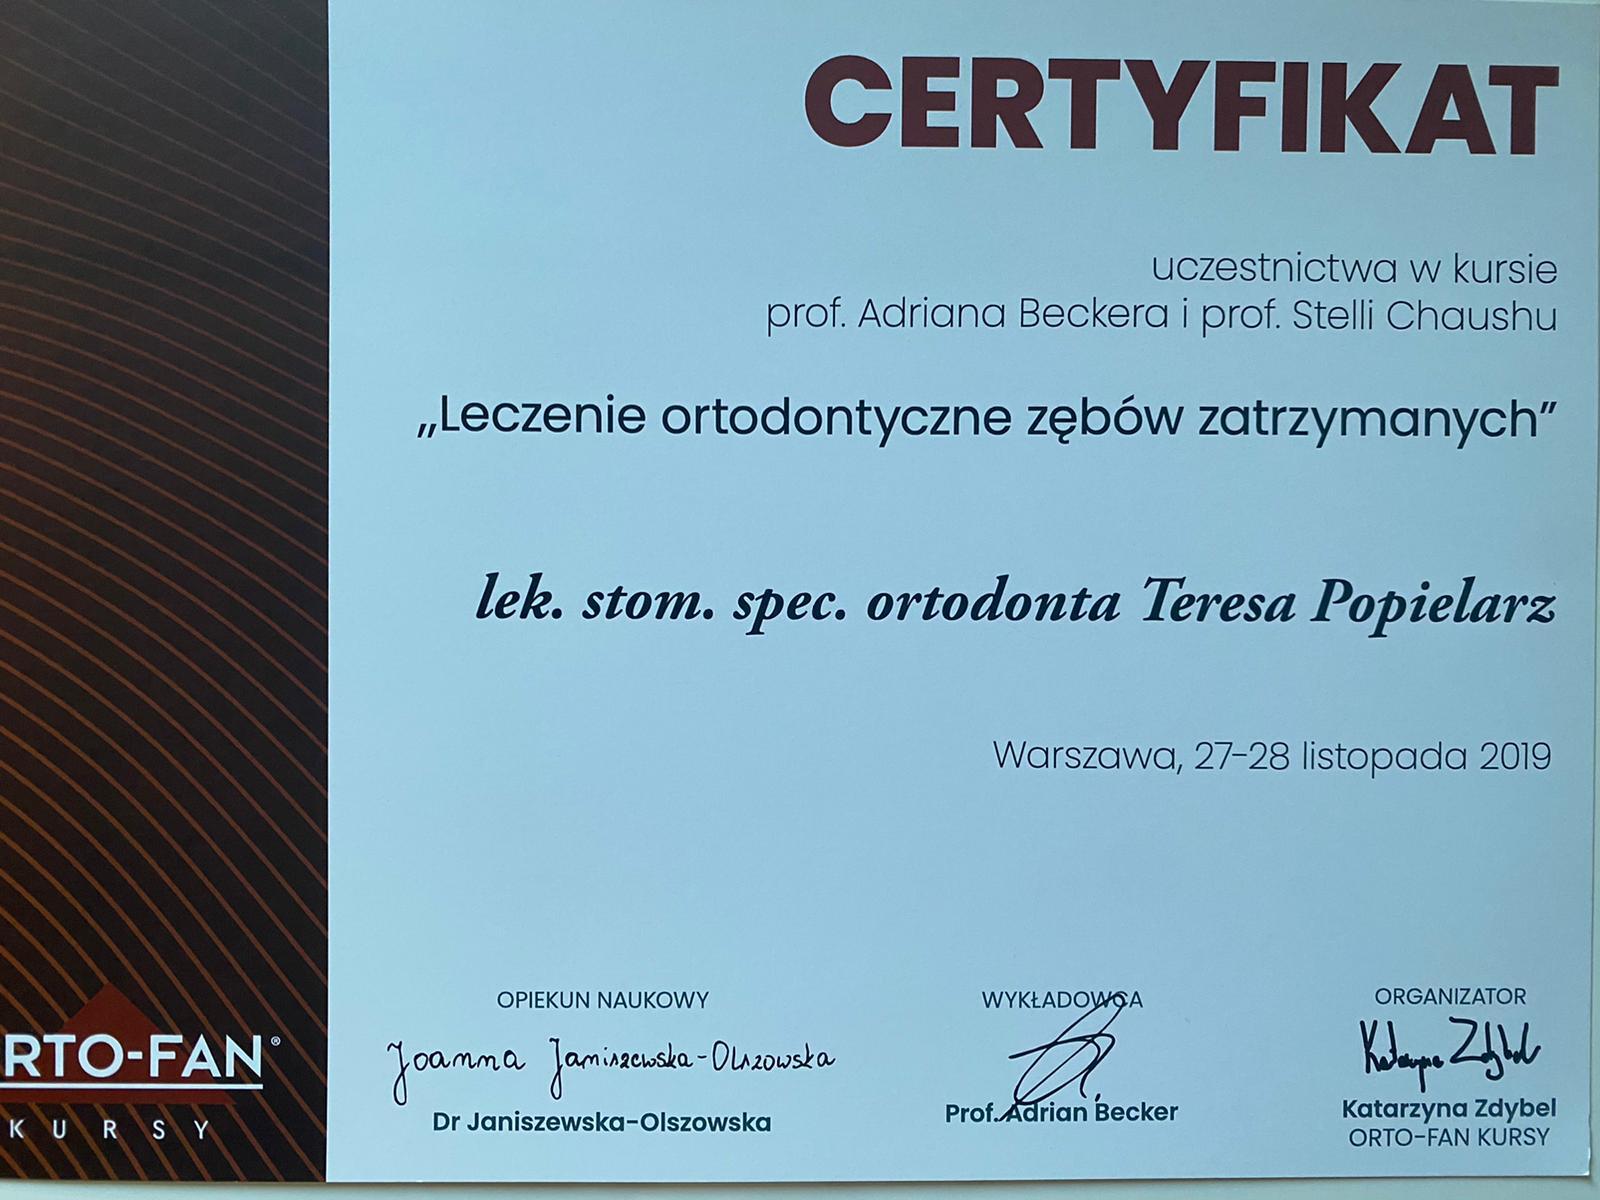 CERTYFIKAT
uczestnictwa w kursie
prof. Adriana Beckera i prof. Stelli Chaushu
„Leczenie ortodontyczne zębów zatrzymanych”
lek. stom. spec. ortodonta Teresa Popielarz
Warszawa, 27-28 listopada 2019
OPIEKUN NAUKOWY
Joanna Janiszewska-Olszowska
Dr Janiszewska-Olszowska
WYKŁADOWCA
Prof. Adrian Becker
ORGANIZATOR
Katarzyna Zdybel
Katarzyna Zdybel
ORTO-FAN KURSY
RTO-FAN®
KURSY